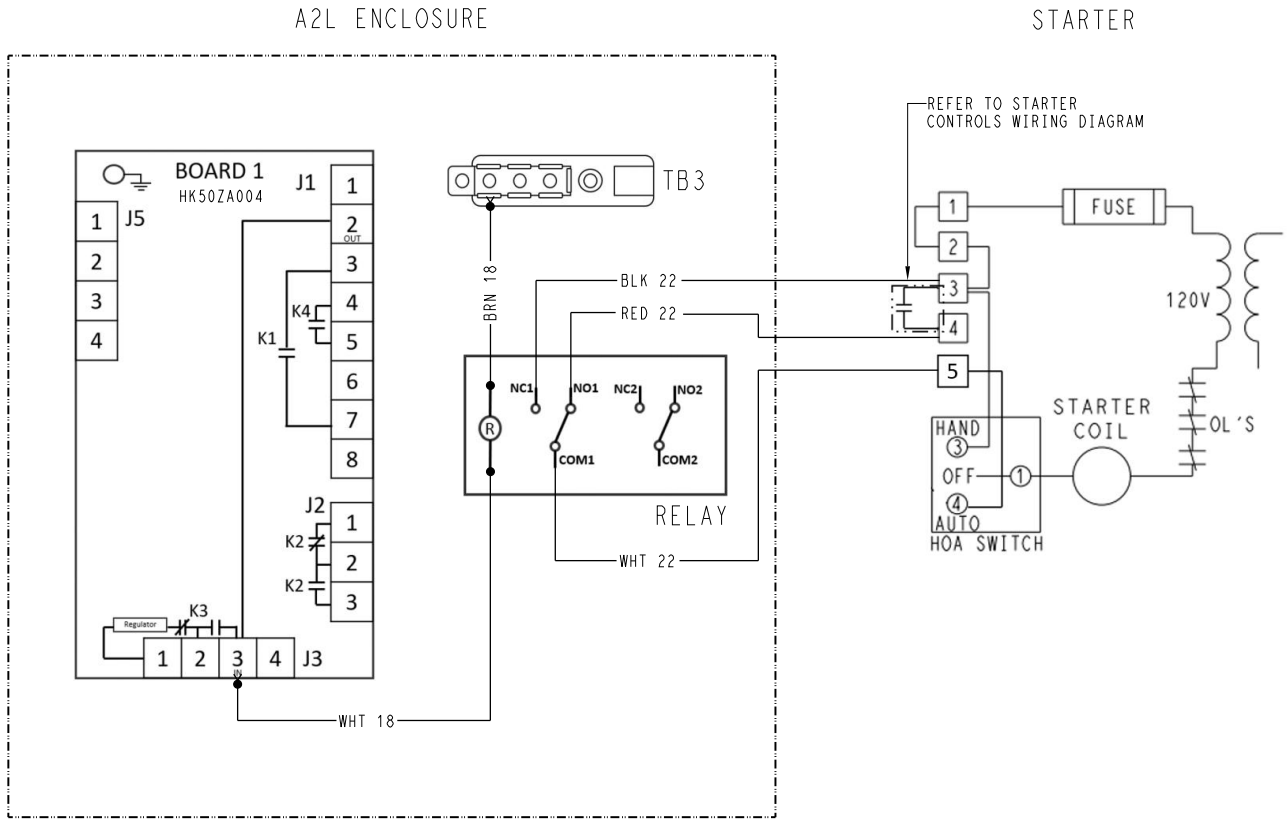 A2L ENCLOSURE
STARTER
REFER TO STARTER
CONTROLS WIRING DIAGRAM
BOARD 1
HK50ZA004
J1
1
2
OUT
3
4
5
6
7
8
J5
1
2
3
4
K4
K1
J2
1
2
3
K2
K2
K3
Regulator
1
2
3
IN
4
J3
WHT 18
TB3
BRN 18
BLK 22
RED 22
NC1
NO1
NC2
NO2
R
COM1
COM2
RELAY
WHT 22
1
2
3
4
5
FUSE
120V
OL'S
STARTER
COIL
HAND
3
OFF
1
4
AUTO
HOA SWITCH